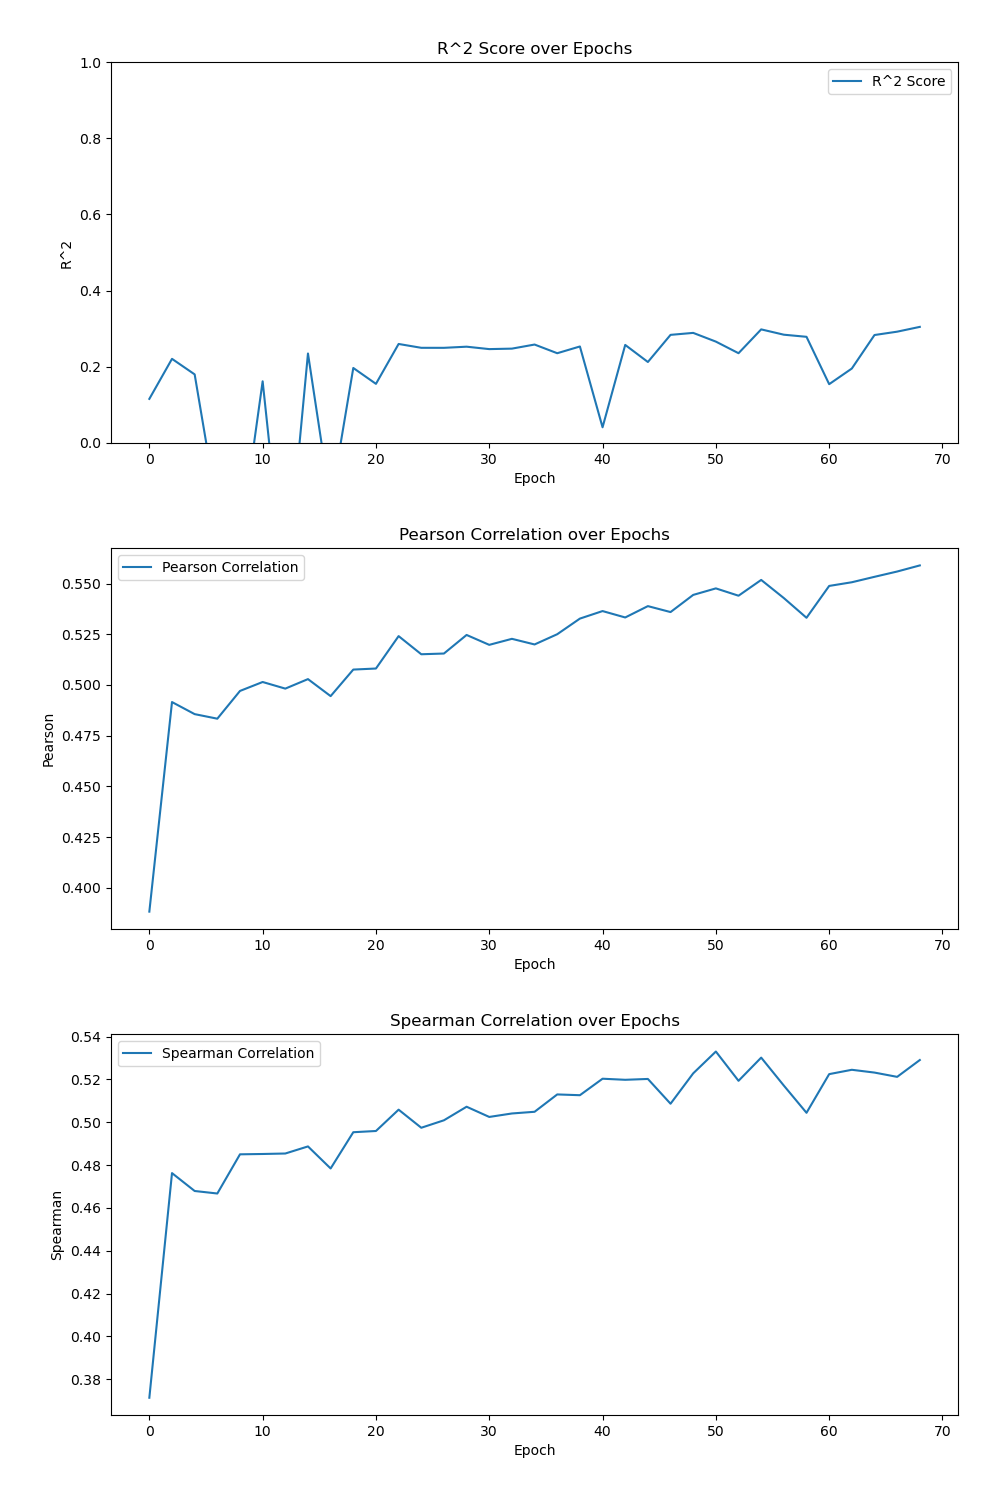 R^2 Score over Epochs
1.0
R^2 Score
0.8
0.6
R^2
0.4
0.2
0.0
0 10 20 30 40 50 60 70
Epoch
Pearson Correlation over Epochs
Pearson Correlation
0.550
0.525
0.500
Pearson
0.475
0.450
0.425
0.400
0 10 20 30 40 50 60 70
Epoch
Spearman Correlation over Epochs
0.54
Spearman Correlation
0.52
0.50
0.48
Spearman
0.46
0.44
0.42
0.40
0.38
0 10 20 30 40 50 60 70
Epoch